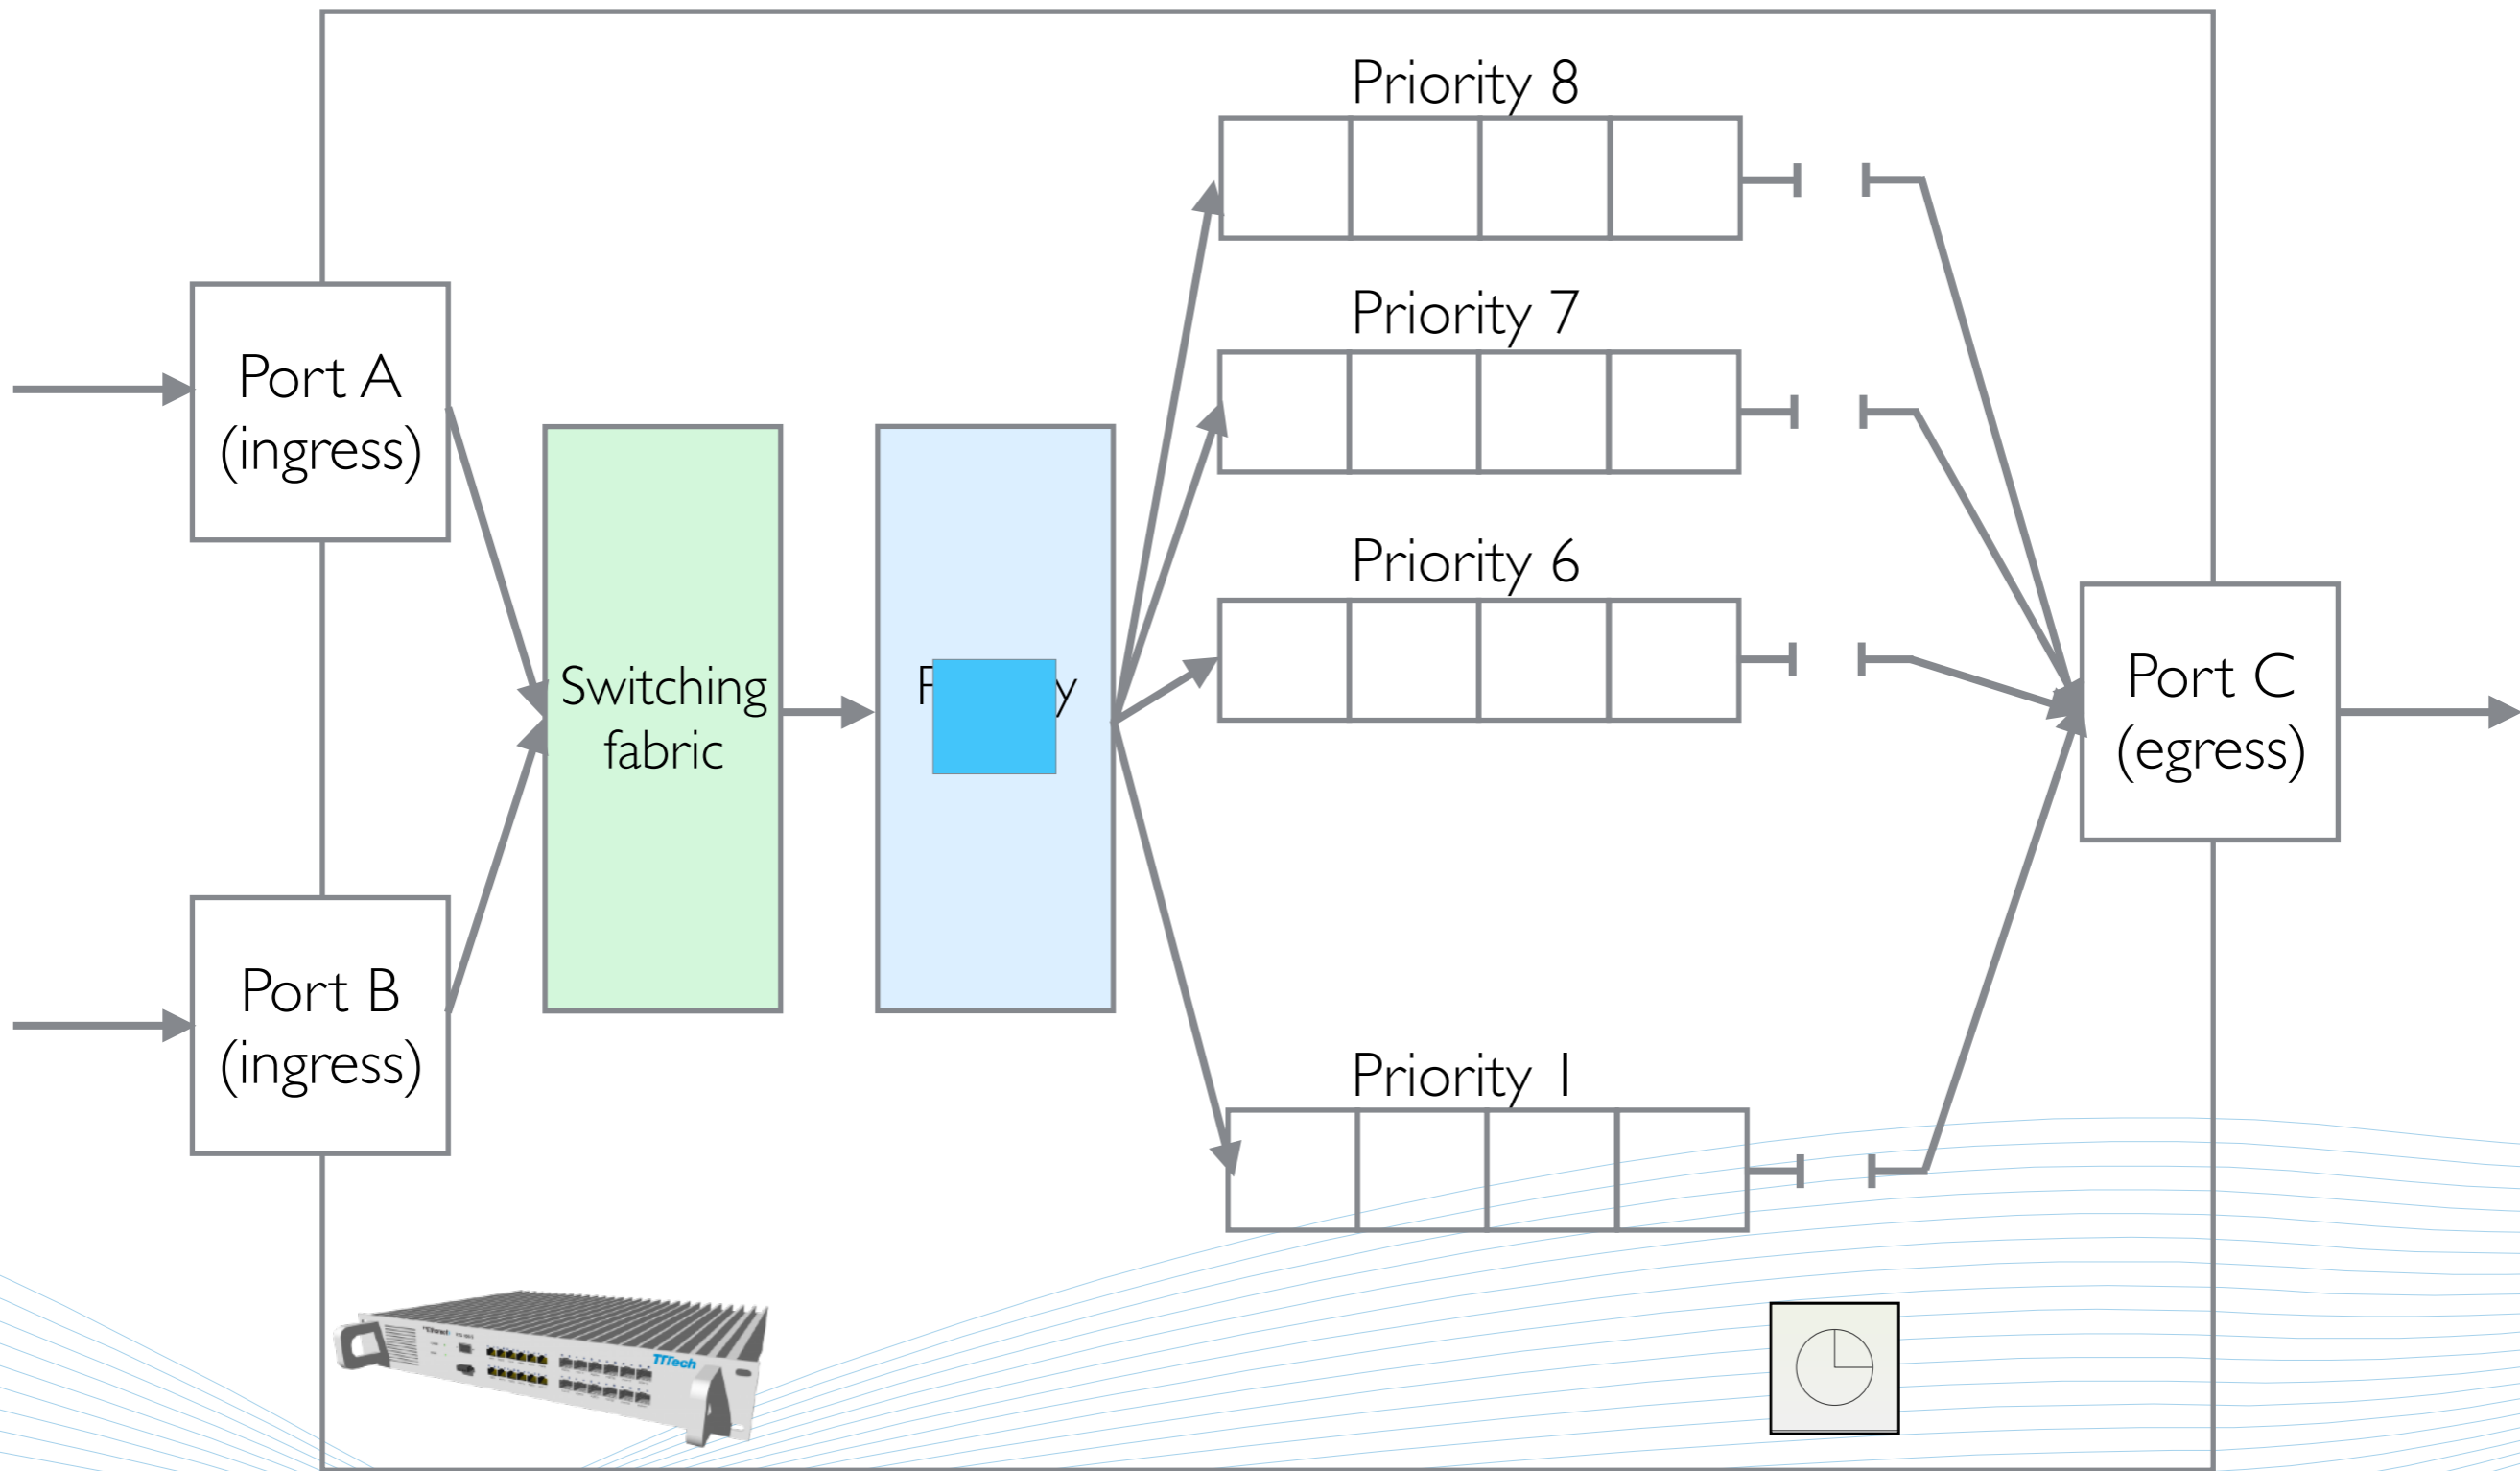 Priority 8
Priority 7
Priority 6
Priority 1
Port A
(ingress)
Switching
fabric
Port B
(ingress)
Port C
(egress)
TTTech